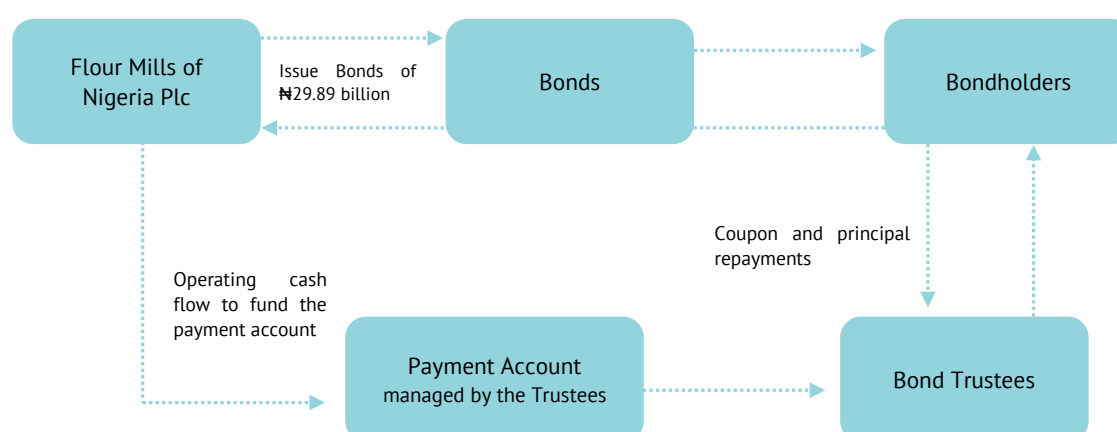 Flour Mills of
Nigeria Plc
Issue Bonds of
₦29.89 billion
Bonds
Bondholders
Coupon and principal
repayments
Operating cash
flow to fund the
payment account
Payment Account
managed by the Trustees
Bond Trustees